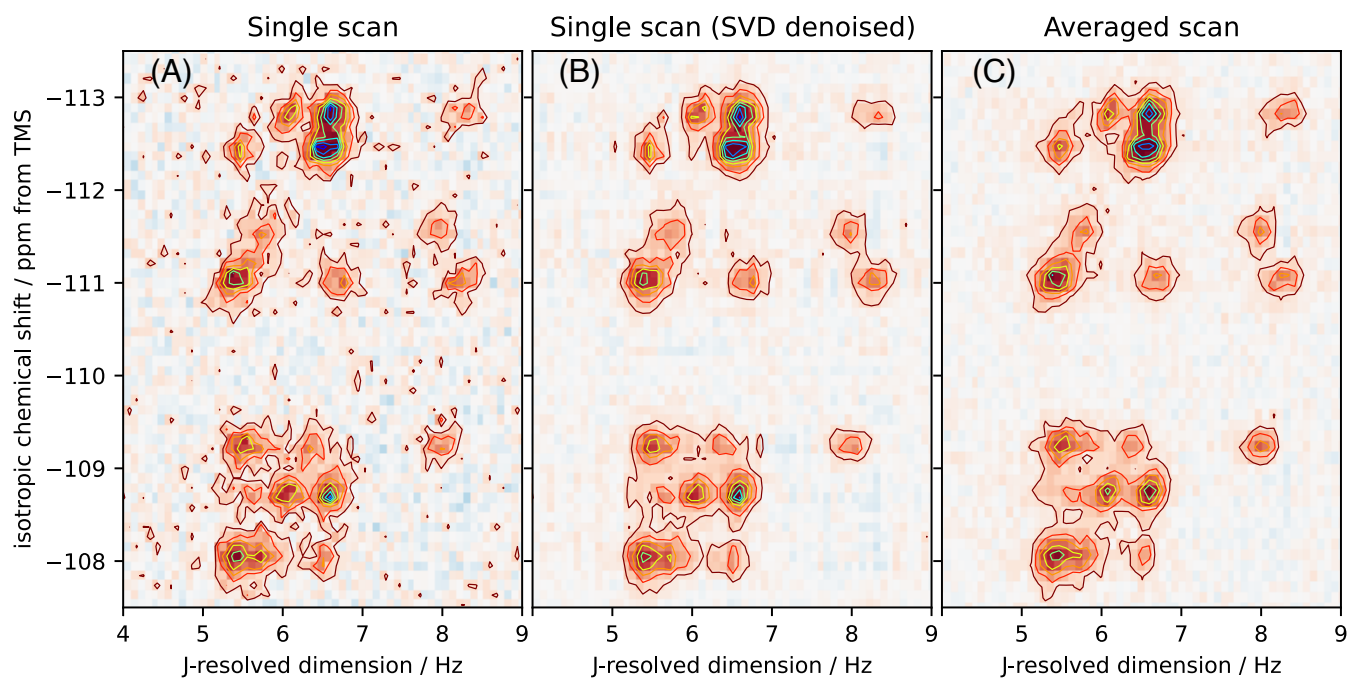 Single scan
Single scan (SVD denoised)
Averaged scan
(A)
(B)
(C)
isotropic chemical shift / ppm from TMS
−113
−112
−111
−110
−109
−108
4 5 6 7 8 9
5 6 7 8 9
5 6 7 8 9
J-resolved dimension / Hz
J-resolved dimension / Hz
J-resolved dimension / Hz